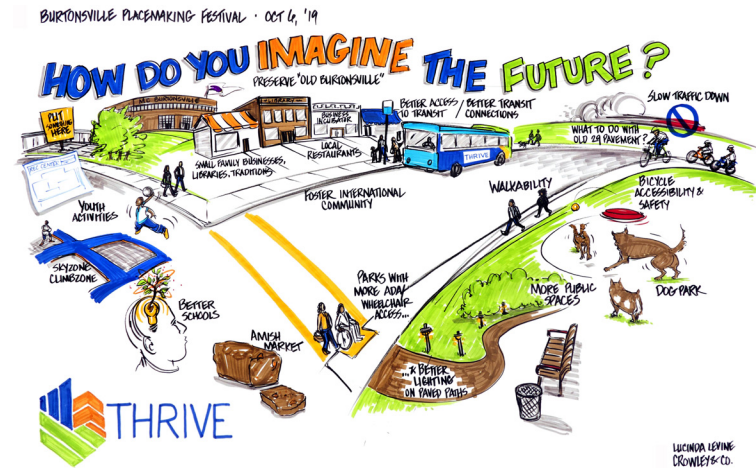 BURTONSVILLE PLACEMAKING FESTIVAL · OCT 6, '19
HOW DO YOU IMAGINE THE FUTURE?
PRESERVE "OLD BURTONSVILLE"
PUT
SOMETHING
HERE
MC BURTONSVILLE
BUSINESS
INCUBATOR
BETTER ACCESS
TO TRANSIT
/ BETTER TRANSIT
CONNECTIONS
SLOW TRAFFIC DOWN
WHAT TO DO WITH
OLD 29 PAVEMENT?
THRIVE
SMALL FAMILY BUSINESSES,
LIBRARIES, TRADITIONS
LOCAL
RESTAURANTS
FOSTER INTERNATIONAL
COMMUNITY
WALKABILITY
BICYCLE
ACCESSIBILITY &
SAFETY
YOUTH
ACTIVITIES
SKYZONE
CLIMBZONE
BETTER
SCHOOLS
PARKS WITH
MORE ADA/
WHEELCHAIR
ACCESS...
MORE PUBLIC
SPACES
DOG PARK
AMISH
MARKET
...& BETTER
LIGHTING
ON PAVED PATHS
THRIVE
LUCINDA LEVINE
CROWLEY & CO.